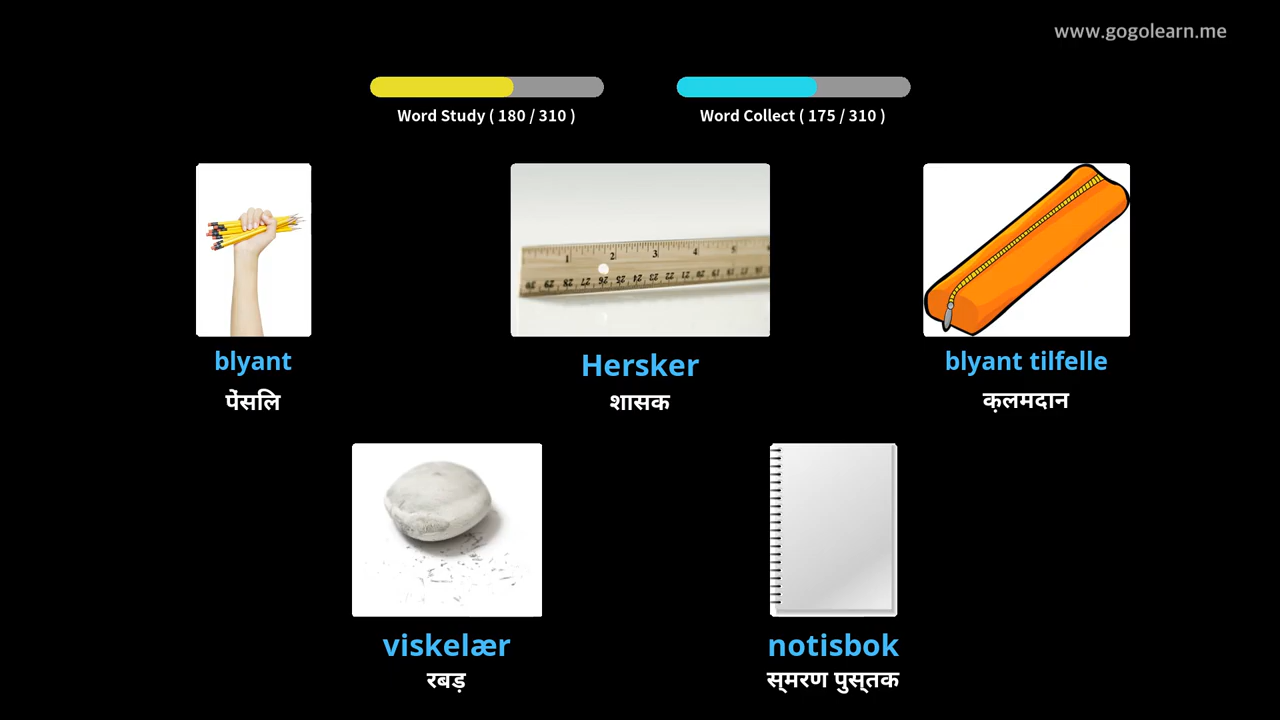 www.gogolearn.me
Word Study ( 180 / 310 )
Word Collect ( 175 / 310 )
blyant
Hersker
blyant tilfelle
पेंसलि
शासक
क़लमदान
viskelær
notisbok
रबड़
स्मरण पुस्तक